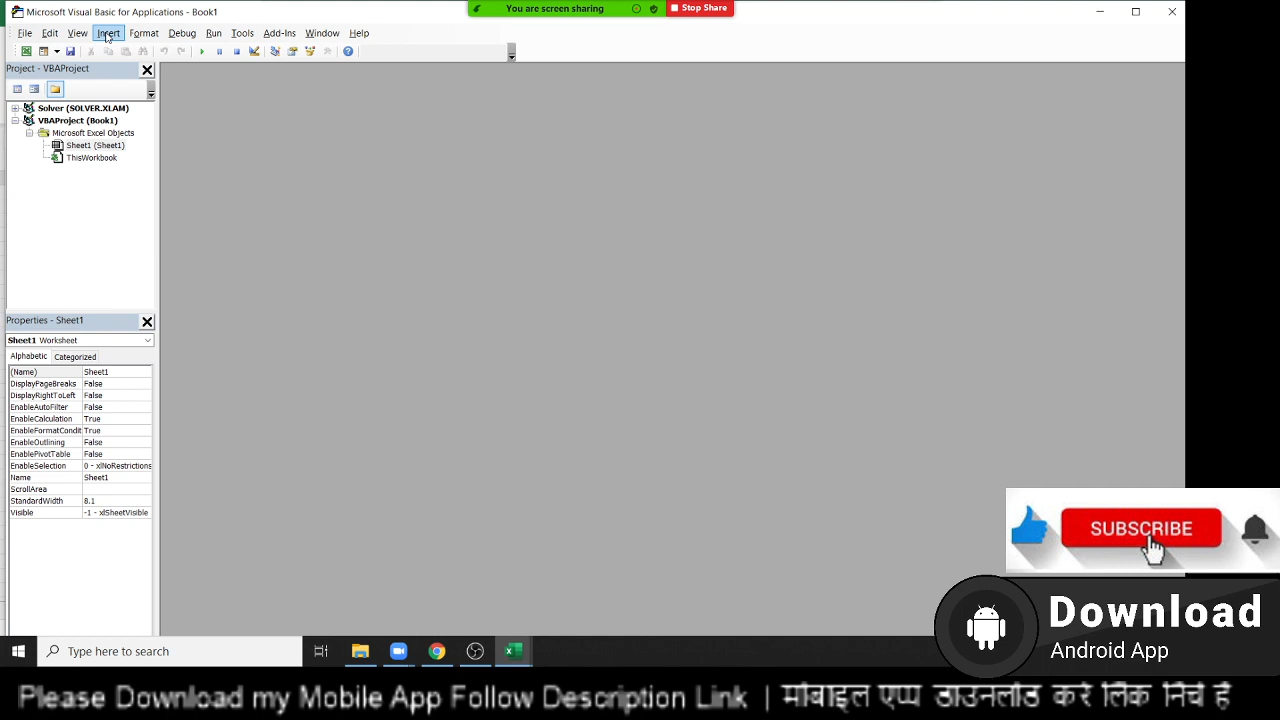 Microsoft Visual Basic for Applications - Book1
You are screen sharing
Stop Share
File Edit View Insert Format Debug Run Tools Add-Ins Window Help
Project - VBAProject
Solver (SOLVER.XLAM)
VBAProject (Book1)
Microsoft Excel Objects
Sheet1 (Sheet1)
ThisWorkbook
Properties - Sheet1
Sheet1 Worksheet
Alphabetic Categorized
(Name) Sheet1
DisplayPageBreaks False
DisplayRightToLeft False
EnableAutoFilter False
EnableCalculation True
EnableFormatCondit True
EnableOutlining False
EnablePivotTable False
EnableSelection 0 - xlNoRestrictions
Name Sheet1
ScrollArea
StandardWidth 8.1
Visible -1 - xlSheetVisible
SUBSCRIBE
Download
Android App
Type here to search
Please Download my Mobile App Follow Description Link | मोबाइल एप्प डाउनलोड करे लिंक निचे है